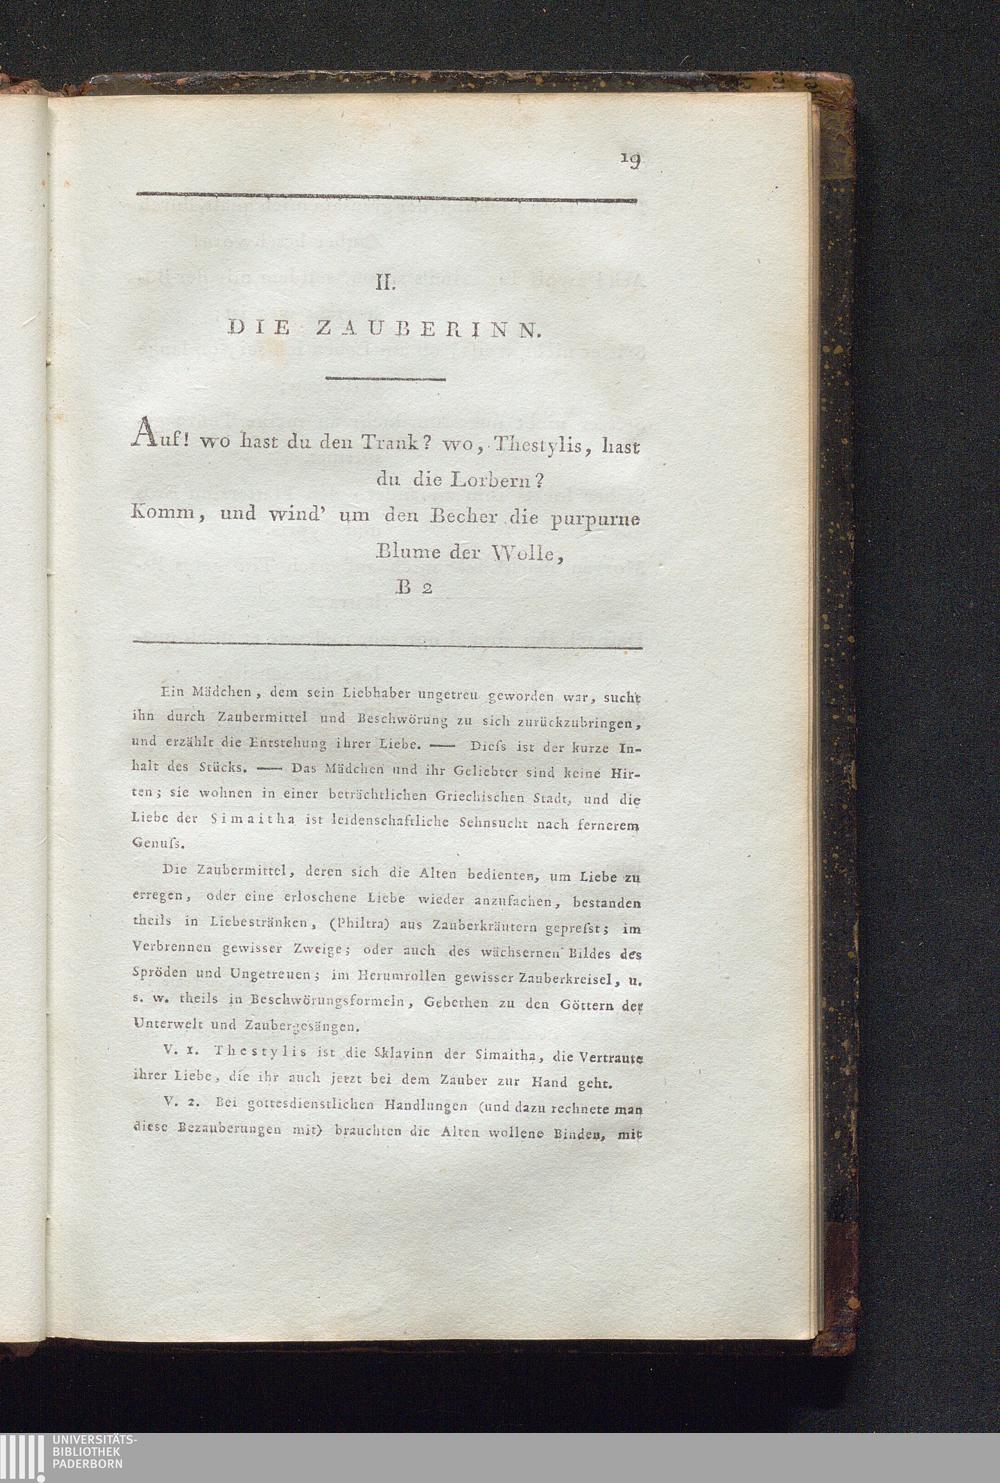 19
II.
DIE ZAUBERINN.
Auf! wo hast du den Trank? wo, Thestylis, hast
du die Lorbern?
Komm, und wind' um den Becher die purpurne
Blume der Wolle,
B 2
Ein Mädchen, dem sein Liebhaber ungetreu geworden war, sucht
ihn durch Zaubermittel und Beschwörung zu sich zurückzubringen,
und erzählt die Entstehung ihrer Liebe. — Dieſs ist der kurze In-
halt des Stücks. — Das Mädchen und ihr Geliebter sind keine Hir-
ten; sie wohnen in einer beträchtlichen Griechischen Stadt, und die
Liebe der Simaitha ist leidenschaftliche Sehnsucht nach fernerem
Genuſs.
Die Zaubermittel, deren sich die Alten bedienten, um Liebe zu
erregen, oder eine erloschene Liebe wieder anzufachen, bestanden
theils in Liebestränken, (Philtra) aus Zauberkräutern gepreſst; im
Verbrennen gewisser Zweige; oder auch des wächsernen Bildes des
Spröden und Ungetreuen; im Herumrollen gewisser Zauberkreisel, u.
s. w. theils in Beschwörungsformeln, Gebethen zu den Göttern der
Unterwelt und Zaubergesängen.
V. 1. Thestylis ist die Sklavinn der Simaitha, die Vertraute
ihrer Liebe, die ihr auch jetzt bei dem Zauber zur Hand geht.
V. 2. Bei gottesdienstlichen Handlungen (und dazu rechnete man
diese Bezauberungen mit) brauchten die Alten wollene Binden, mit
UNIVERSITÄTS-
BIBLIOTHEK
PADERBORN